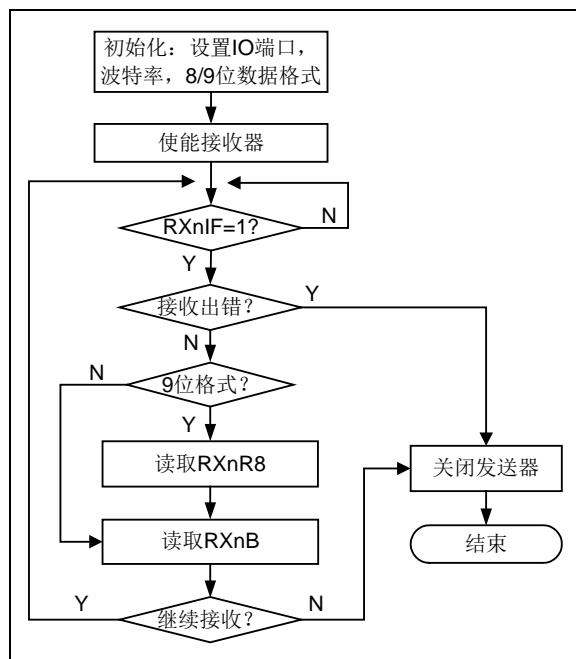 初始化：设置IO端口，
波特率，8/9位数据格式
使能接收器
RXnIF=1?
N
Y
接收出错？
Y
N
9位格式？
N
Y
读取RXnR8
关闭发送器
读取RXnB
结束
继续接收？
Y
N